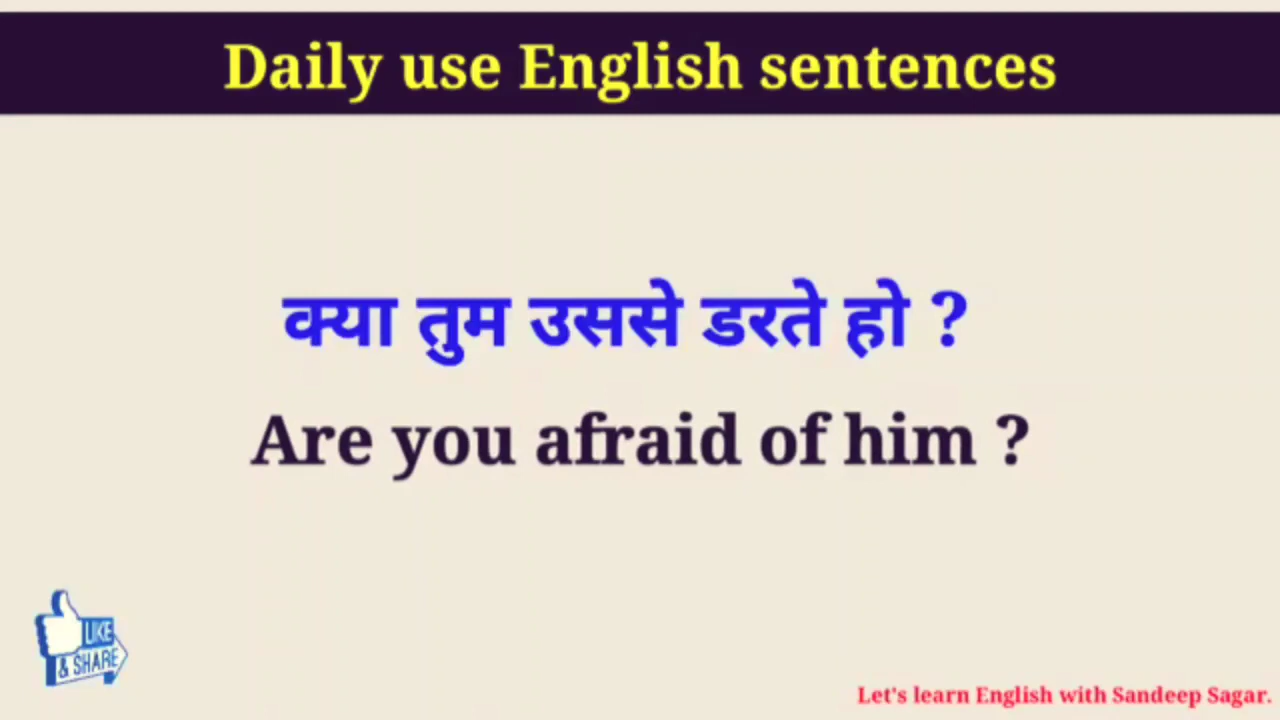 Daily use English sentences
क्या तुम उससे डरते हो ?
Are you afraid of him ?
LIKE
& SHARE
Let's learn English with Sandeep Sagar.